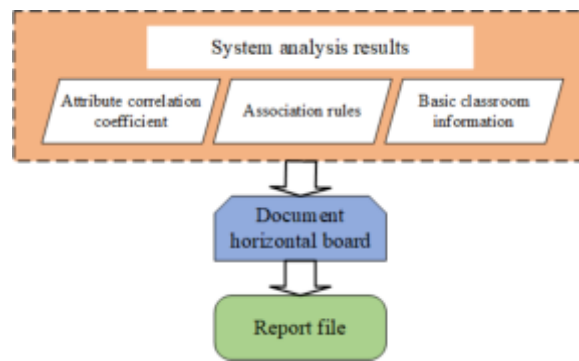 System analysis results
Attribute correlation
coefficient
Association rules
Basic classroom
information
Document
horizontal board
Report file